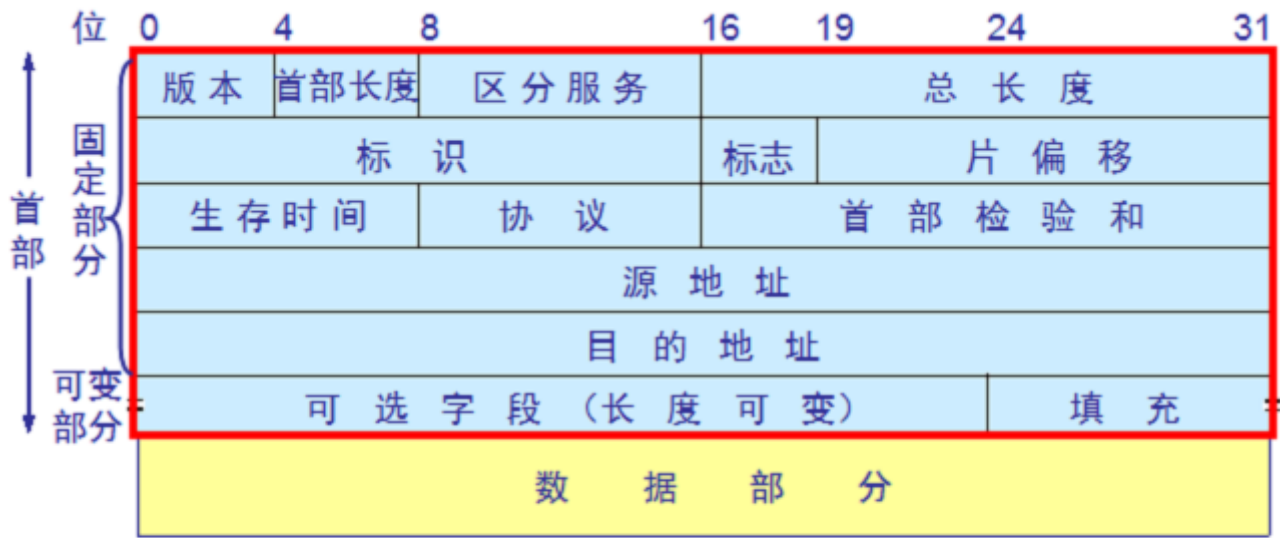 位 0 4 8 16 19 24 31
版本 首部长度 区分服务 总长度
标识 标志 片偏移
生存时间 协议 首部检验和
源地址
目的地址
可选字段（长度可变） 填充
数据部分
首部
固定部分
可变部分